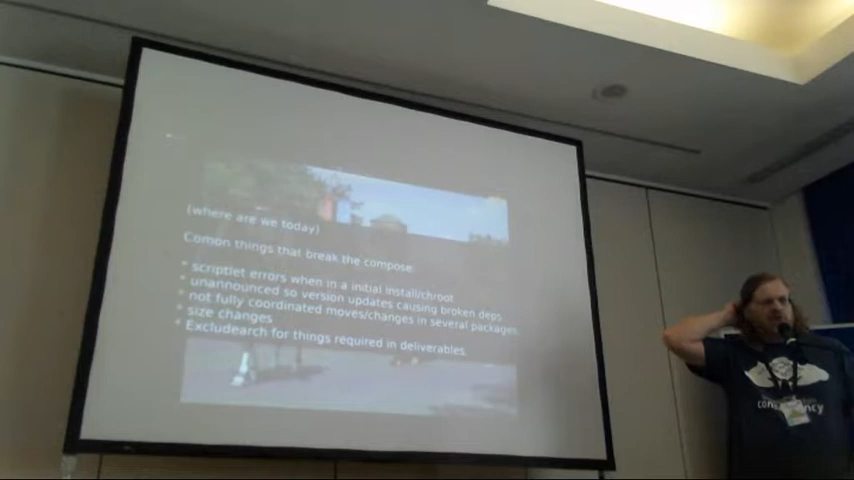 (where are we today)
Comon things that break the compose:
* scriptlet errors when in a initial install/chroot
* unannounced so version updates causing broken deps
* not fully coordinated moves/changes in several packages
* size changes
* Excludearch for things required in deliverables